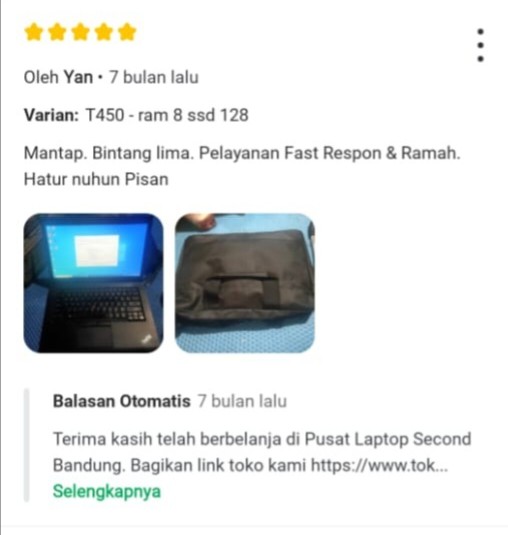 Oleh Yan • 7 bulan lalu
Varian: T450 - ram 8 ssd 128
Mantap. Bintang lima. Pelayanan Fast Respon & Ramah.
Hatur nuhun Pisan
Balasan Otomatis 7 bulan lalu
Terima kasih telah berbelanja di Pusat Laptop Second
Bandung. Bagikan link toko kami https://www.tok...
Selengkapnya